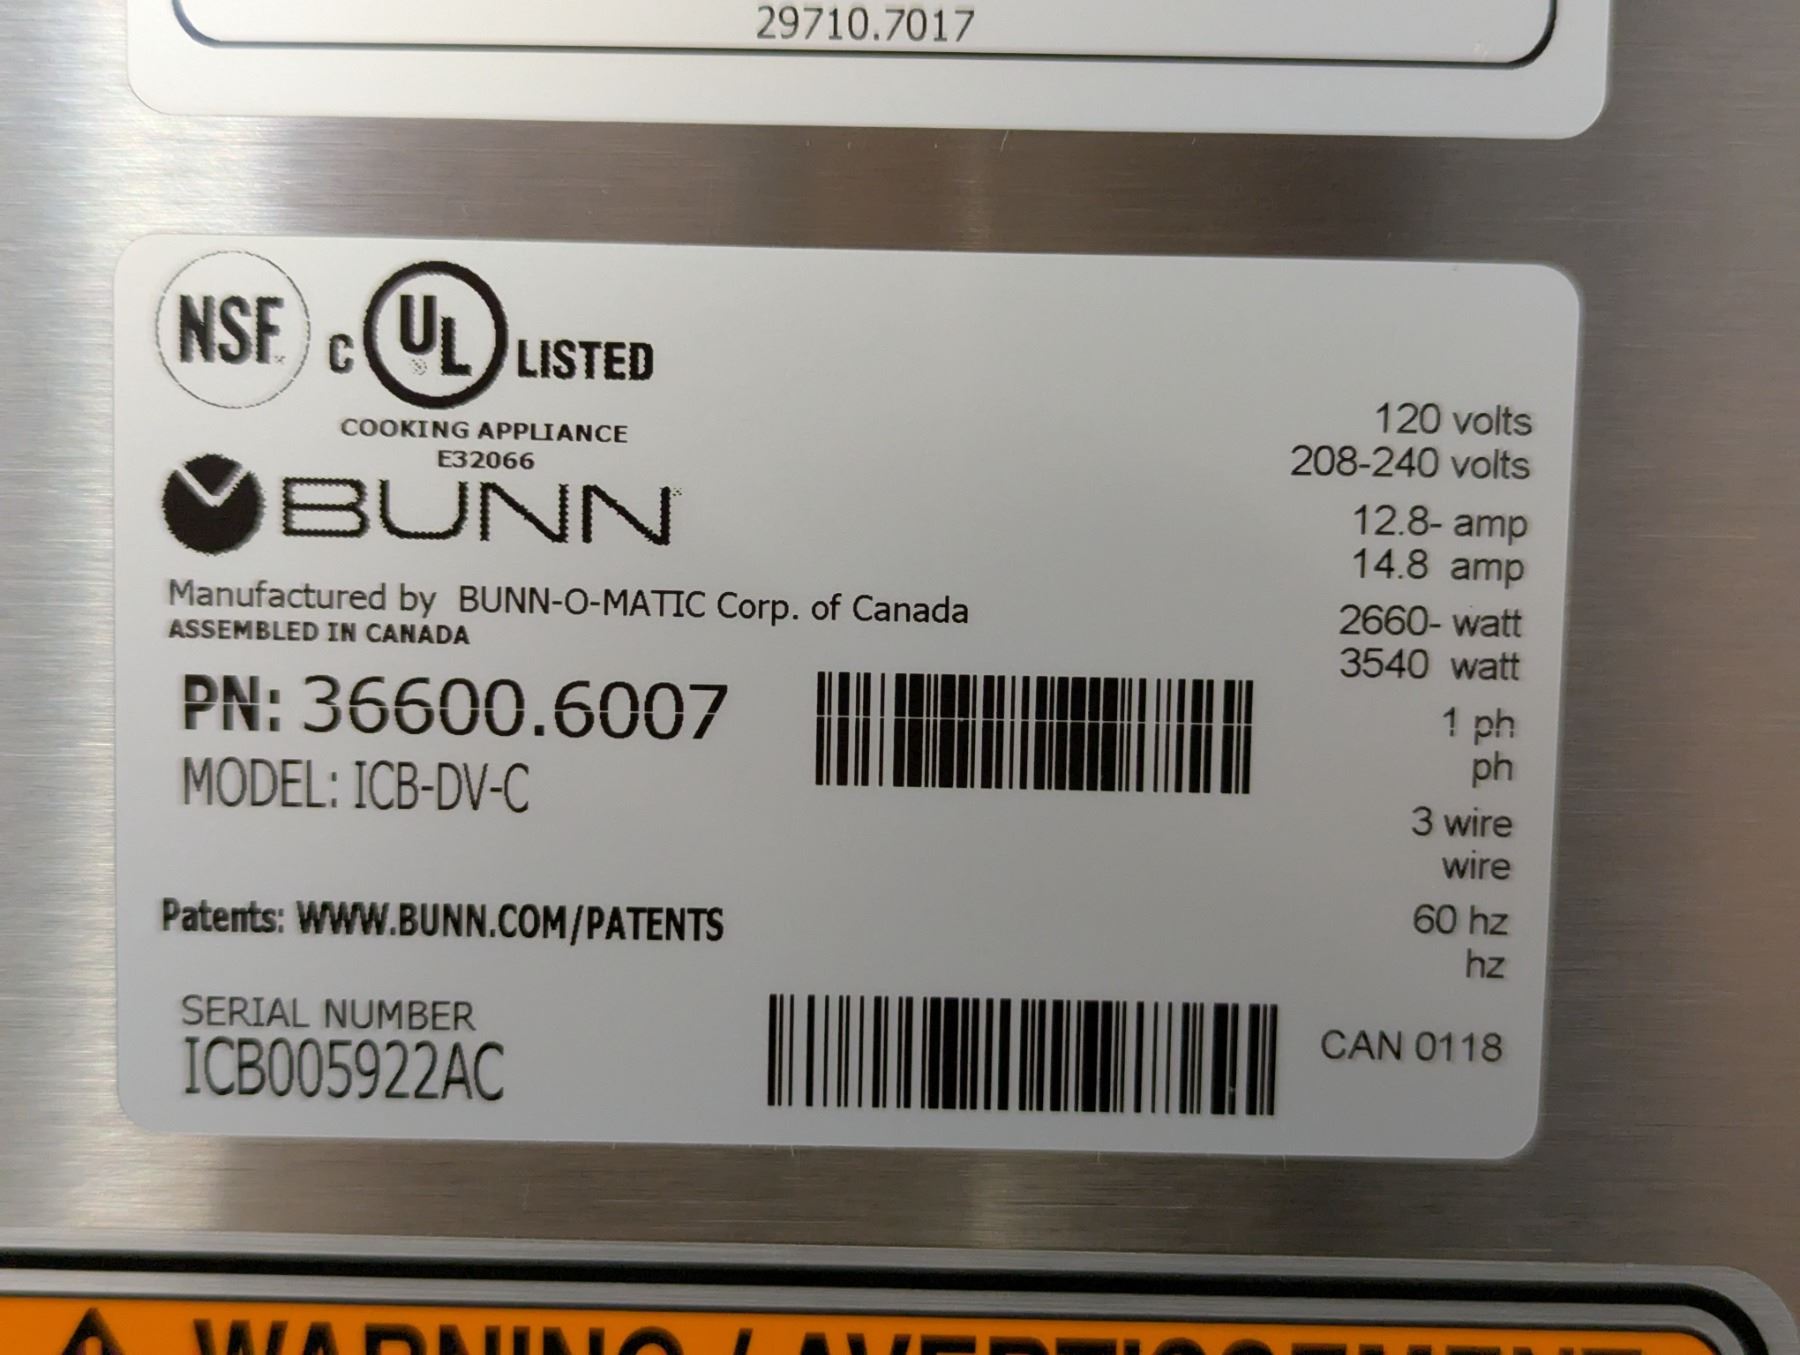 29710.7017
NSF
C UL LISTED
COOKING APPLIANCE
E32066
BUNN
Manufactured by BUNN-O-MATIC Corp. of Canada
ASSEMBLED IN CANADA
PN: 36600.6007
MODEL: ICB-DV-C
Patents: WWW.BUNN.COM/PATENTS
SERIAL NUMBER
ICB005922AC
120 volts
208-240 volts
12.8- amp
14.8 amp
2660- watt
3540 watt
1 ph
ph
3 wire
wire
60 hz
hz
CAN 0118
WARNING / AVERTISSEMENT